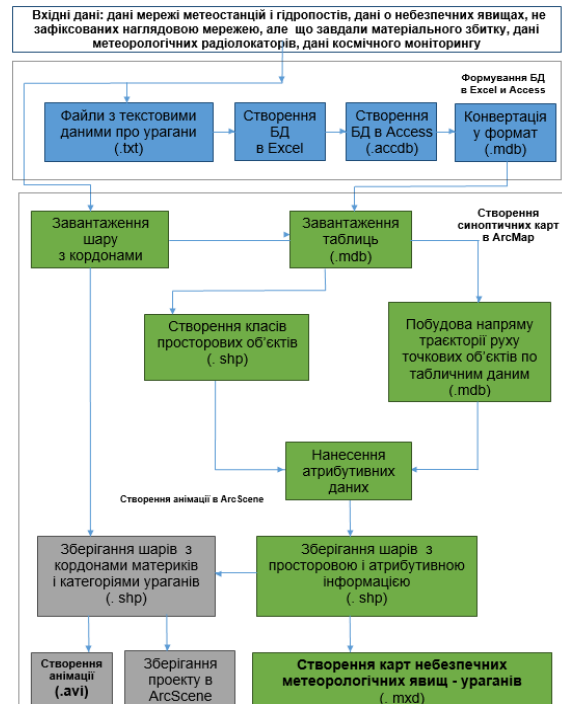 Вхідні дані: дані мережі метеостанцій і гідропостів, дані о небезпечних явищах, не
зафіксованих наглядовою мережею, але що завдали матеріального збитку, дані
метеорологічних радіолокаторів, дані космічного моніторингу
Формування БД
в Excel и Access
Файли з текстовими
даними про урагани
(.txt)
Створення
БД
в Excel
Створення
БД в Access
(.accdb)
Конвертація
у формат
(.mdb)
Створення
синоптичних карт
в ArcMap
Завантаження
шару
з кордонами
Завантаження
таблиць
(.mdb)
Створення класів
просторових об’єктів
(. shp)
Побудова напряму
траєкторії руху
точкових об’єктів по
табличним даним
(.mdb)
Нанесення
атрибутивних
даних
Створення анімації в ArcScene
Зберігання шарів з
кордонами материків
і категоріями ураганів
(. shp)
Зберігання шарів з
просторовою і атрибутивною
інформацією
(. shp)
Створення
анімації
(.avi)
Зберігання
проекту в
ArcScene
Створення карт небезпечних
метеорологічних явищ - ураганів
(. mxd)